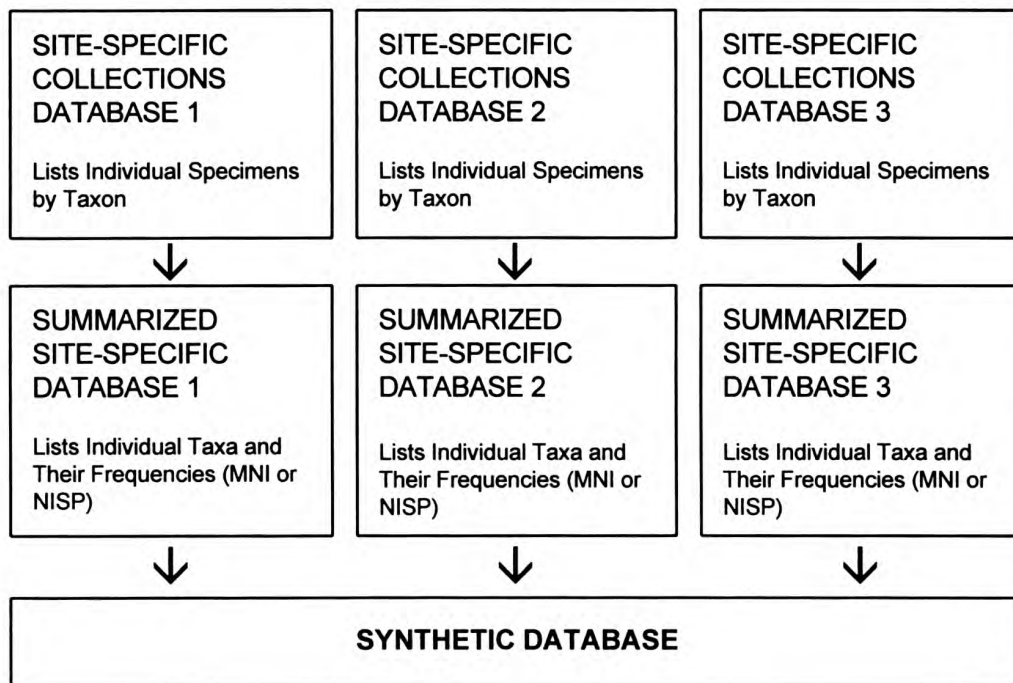 SITE-SPECIFIC
COLLECTIONS
DATABASE 1
Lists Individual Specimens
by Taxon
SITE-SPECIFIC
COLLECTIONS
DATABASE 2
Lists Individual Specimens
by Taxon
SITE-SPECIFIC
COLLECTIONS
DATABASE 3
Lists Individual Specimens
by Taxon
SUMMARIZED
SITE-SPECIFIC
DATABASE 1
Lists Individual Taxa and
Their Frequencies (MNI or
NISP)
SUMMARIZED
SITE-SPECIFIC
DATABASE 2
Lists Individual Taxa and
Their Frequencies (MNI or
NISP)
SUMMARIZED
SITE-SPECIFIC
DATABASE 3
Lists Individual Taxa and
Their Frequencies (MNI or
NISP)
SYNTHETIC DATABASE